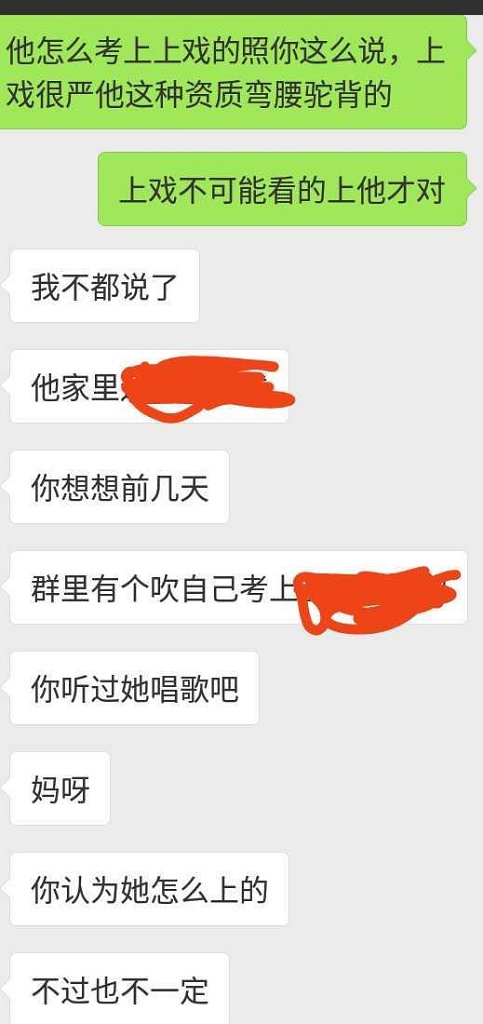 他怎么考上上戏的照你这么说，上
戏很严他这种资质弯腰驼背的
上戏不可能看的上他才对
我不都说了
他家里
你想想前几天
群里有个吹自己考上
你听过她唱歌吧
妈呀
你认为她怎么上的
不过也不一定